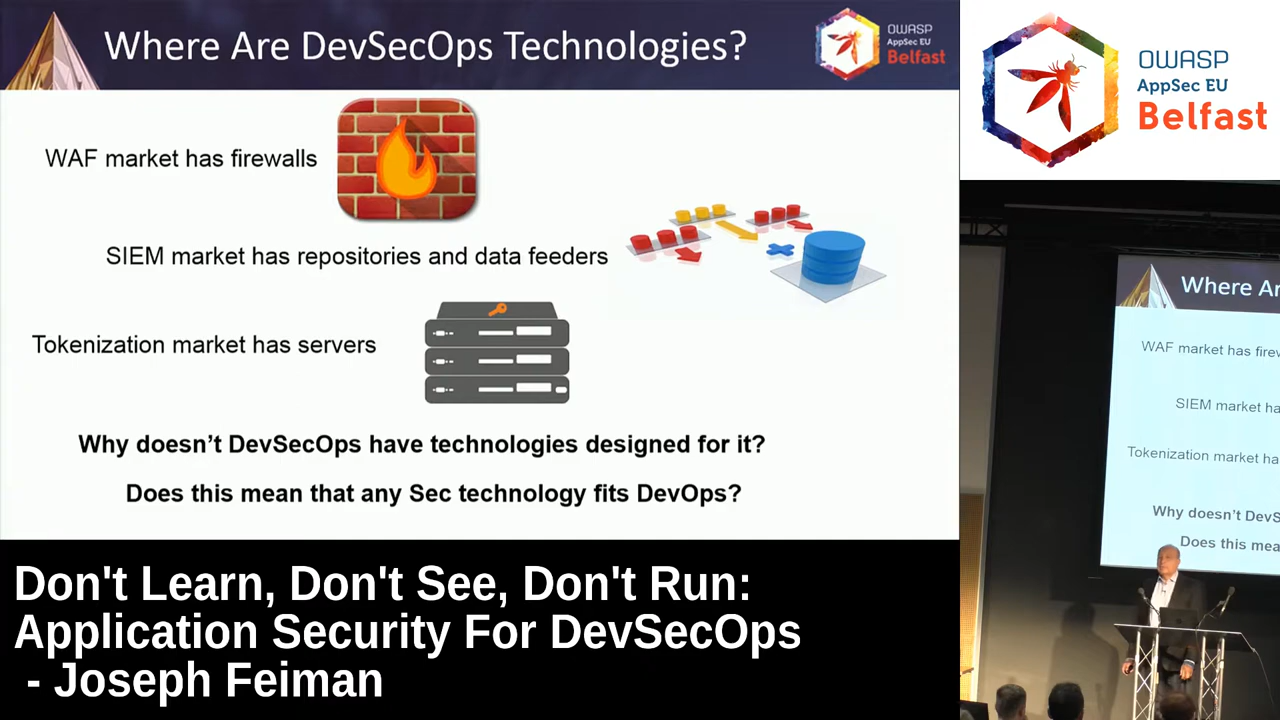 Where Are DevSecOps Technologies?
OWASP
AppSec EU
Belfast
WAF market has firewalls
SIEM market has repositories and data feeders
Tokenization market has servers
Why doesn't DevSecOps have technologies designed for it?
Does this mean that any Sec technology fits DevOps?
OWASP
AppSec EU
Belfast
Where Ar
WAF market has firew
SIEM market ha
Tokenization market ha
Why doesn't DevS
Does this mea
Don't Learn, Don't See, Don't Run:
Application Security For DevSecOps
- Joseph Feiman